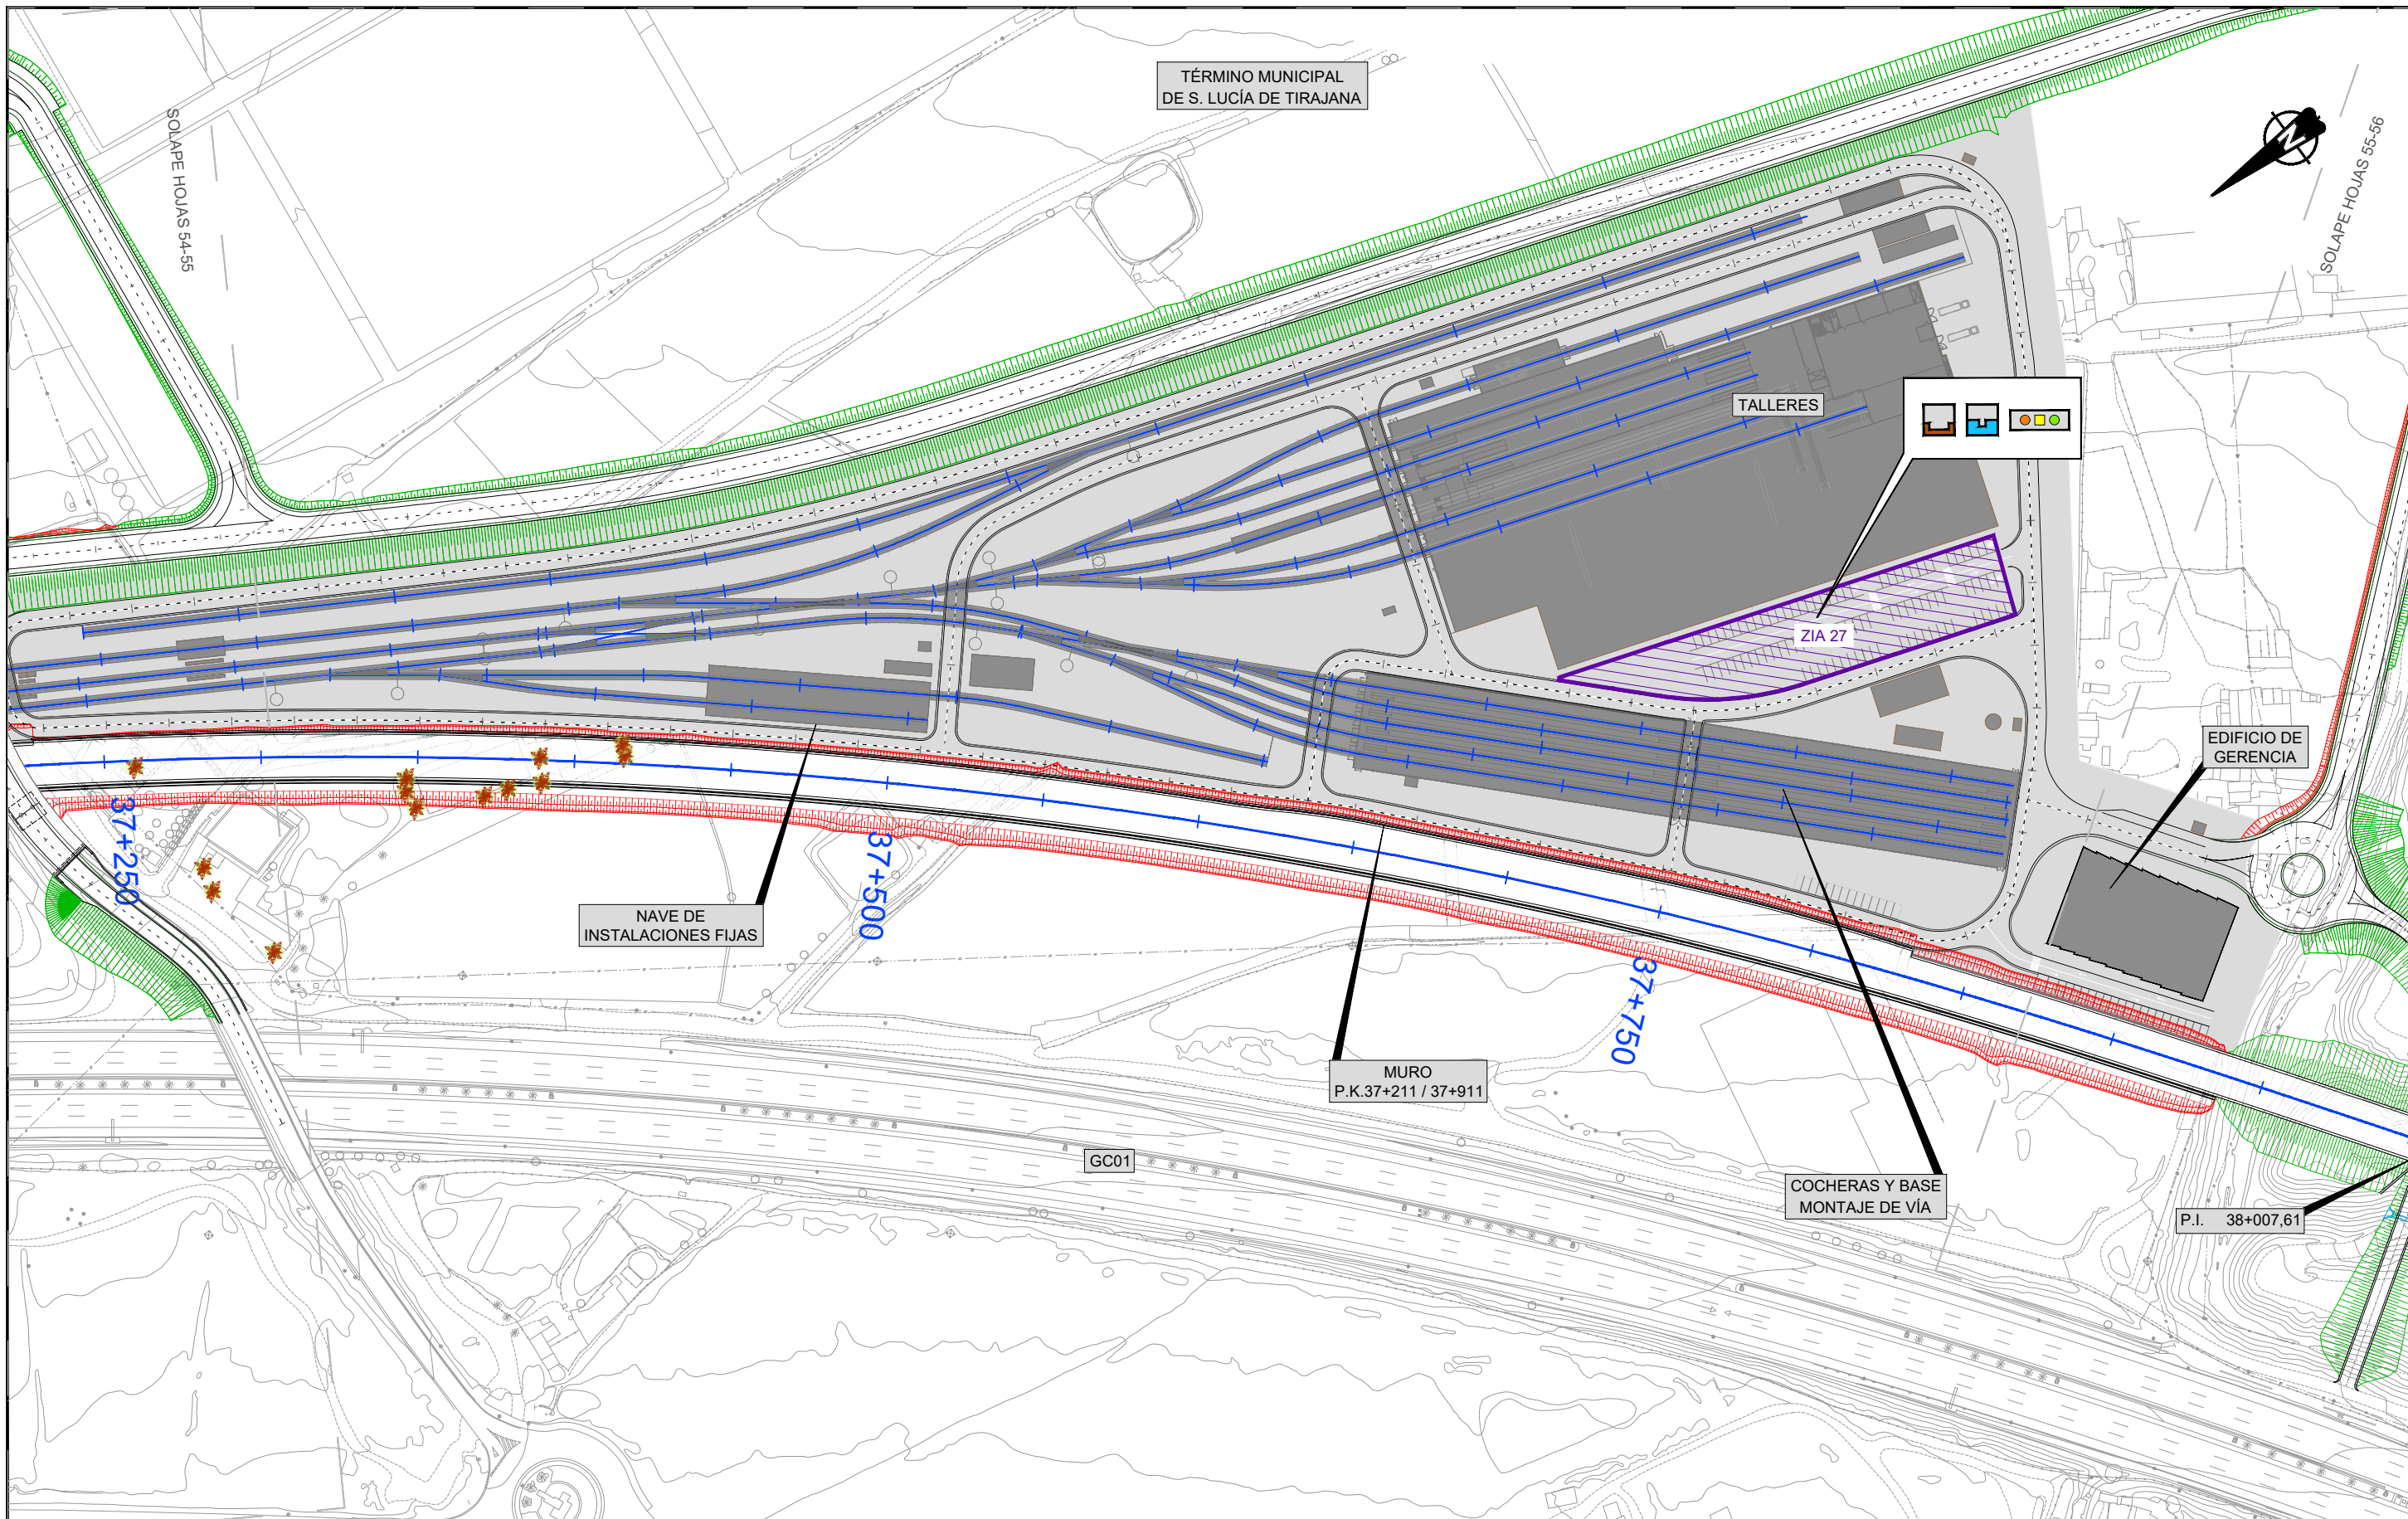 TÉRMINO MUNICIPAL
DE S. LUCÍA DE TIRAJANA
SOLAPE HOJAS 54-55
N
SOLAPE HOJAS 55-56
TALLERES
ZIA 27
EDIFICIO DE
GERENCIA
37+250
37+500
37+750
NAVE DE
INSTALACIONES FIJAS
MURO
P.K.37+211 / 37+911
GC01
COCHERAS Y BASE
MONTAJE DE VÍA
P.I. 38+007,61